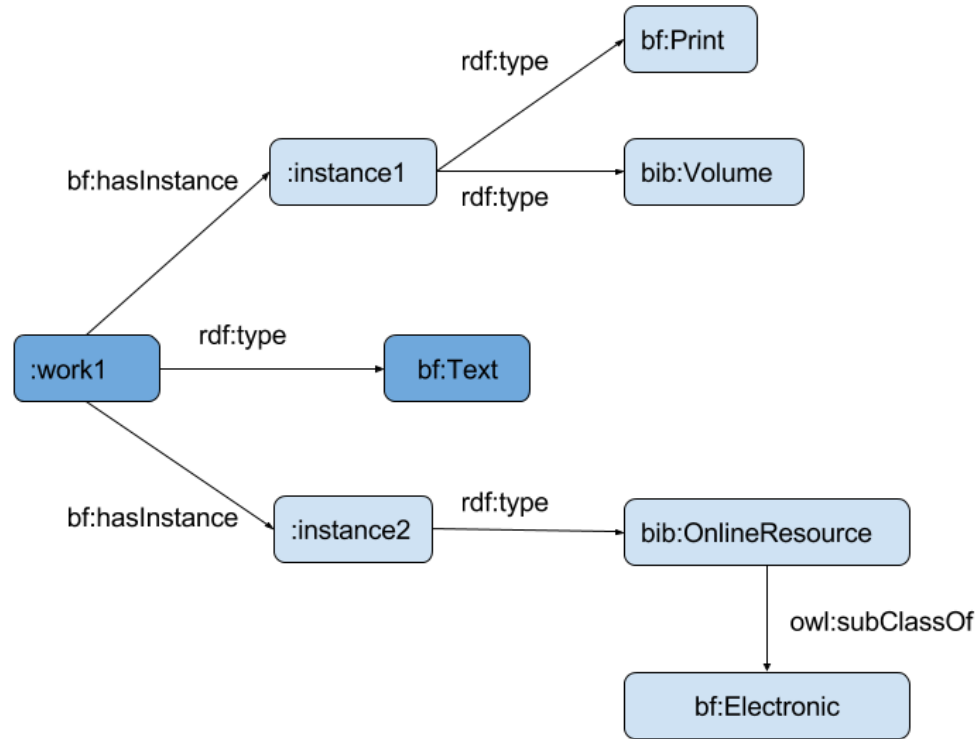 bf:Print
rdf:type
bf:hasInstance
:instance1
bib:Volume
rdf:type
rdf:type
:work1
bf:Text
bf:hasInstance
:instance2
rdf:type
bib:OnlineResource
owl:subClassOf
bf:Electronic